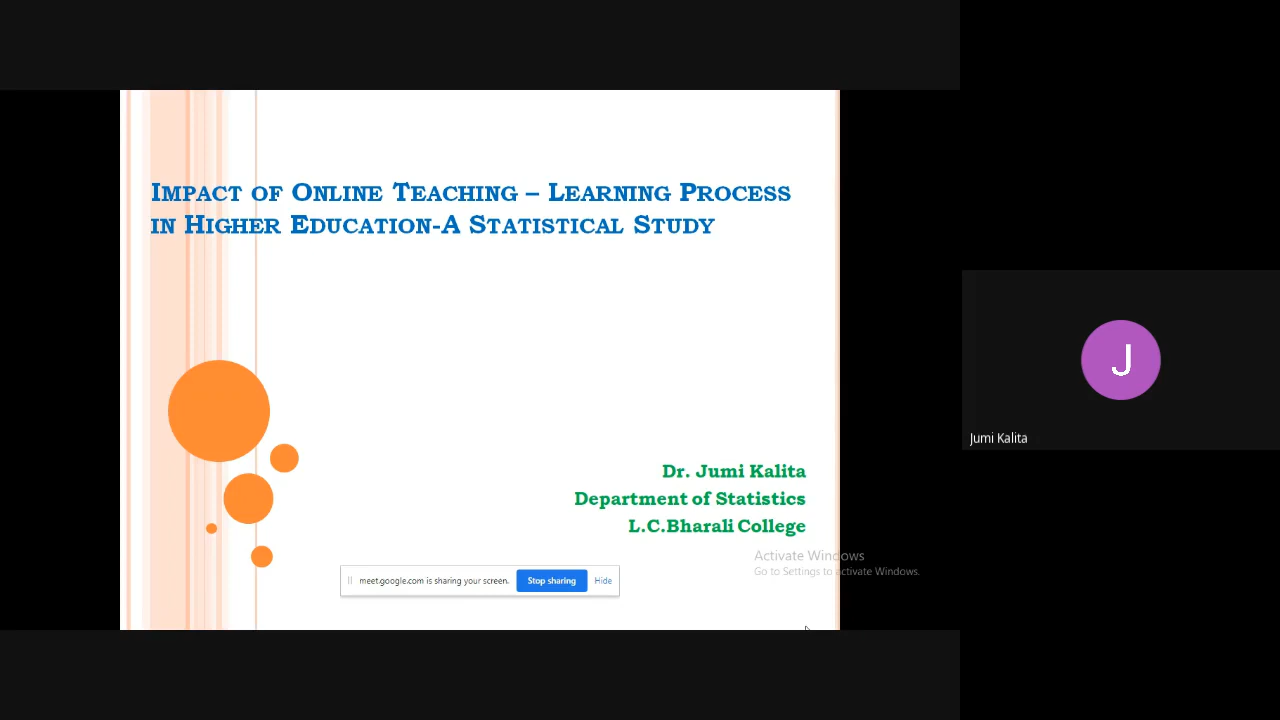 Impact of Online Teaching – Learning Process
in Higher Education-A Statistical Study
Dr. Jumi Kalita
Department of Statistics
L.C.Bharali College
Activate Windows
Go to Settings to activate Windows.
meet.google.com is sharing your screen.
Stop sharing
Hide
J
Jumi Kalita